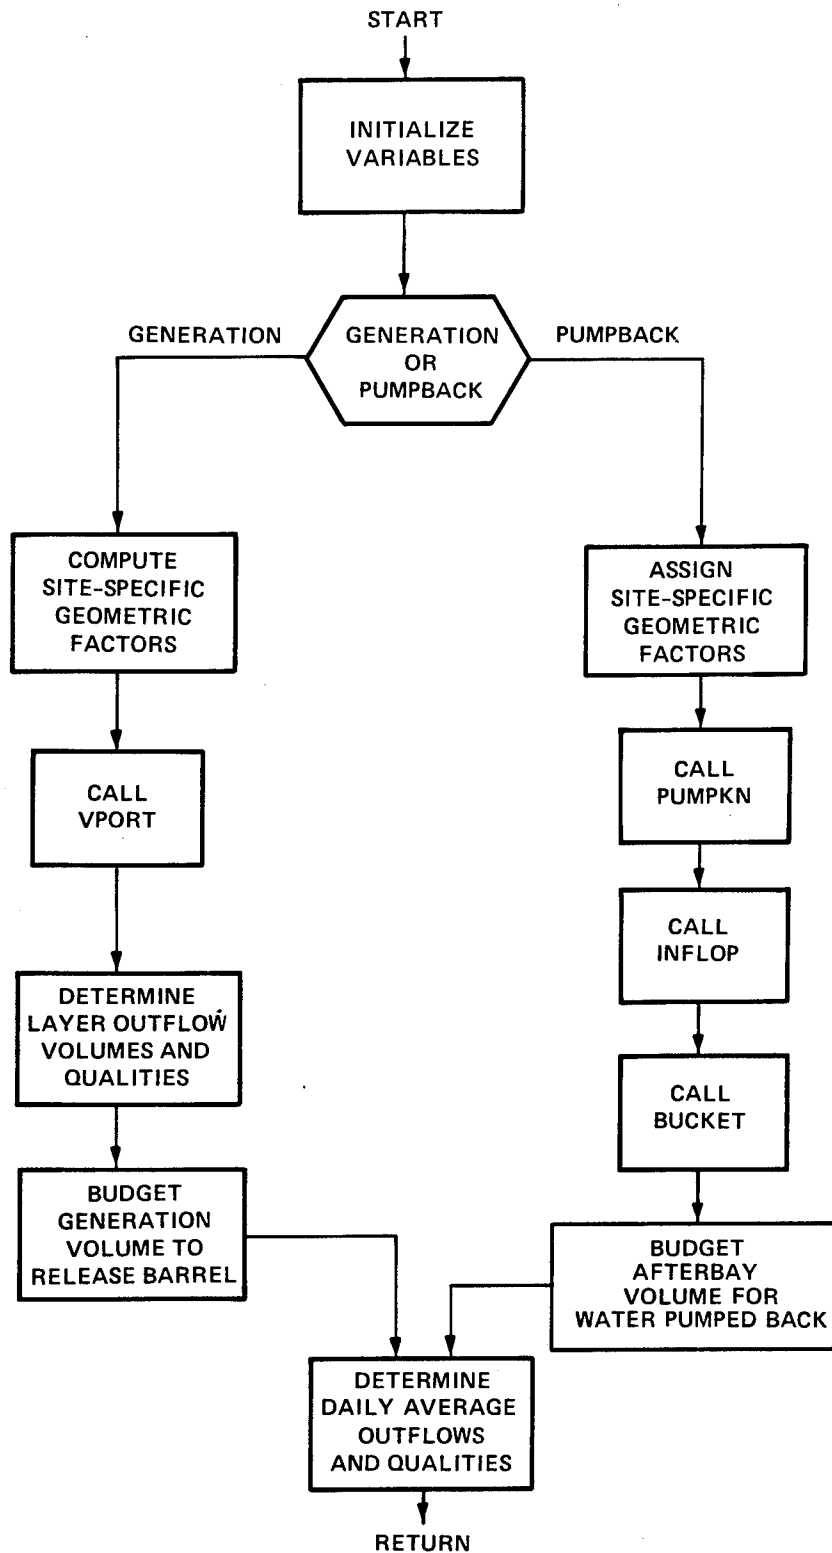 START
INITIALIZE
VARIABLES
GENERATION
GENERATION
OR
PUMPBACK
PUMPBACK
COMPUTE
SITE-SPECIFIC
GEOMETRIC
FACTORS
CALL
VPORT
DETERMINE
LAYER OUTFLOW
VOLUMES AND
QUALITIES
BUDGET
GENERATION
VOLUME TO
RELEASE BARREL
ASSIGN
SITE-SPECIFIC
GEOMETRIC
FACTORS
CALL
PUMPKN
CALL
INFLOP
CALL
BUCKET
BUDGET
AFTERBAY
VOLUME FOR
WATER PUMPED BACK
DETERMINE
DAILY AVERAGE
OUTFLOWS
AND QUALITIES
RETURN